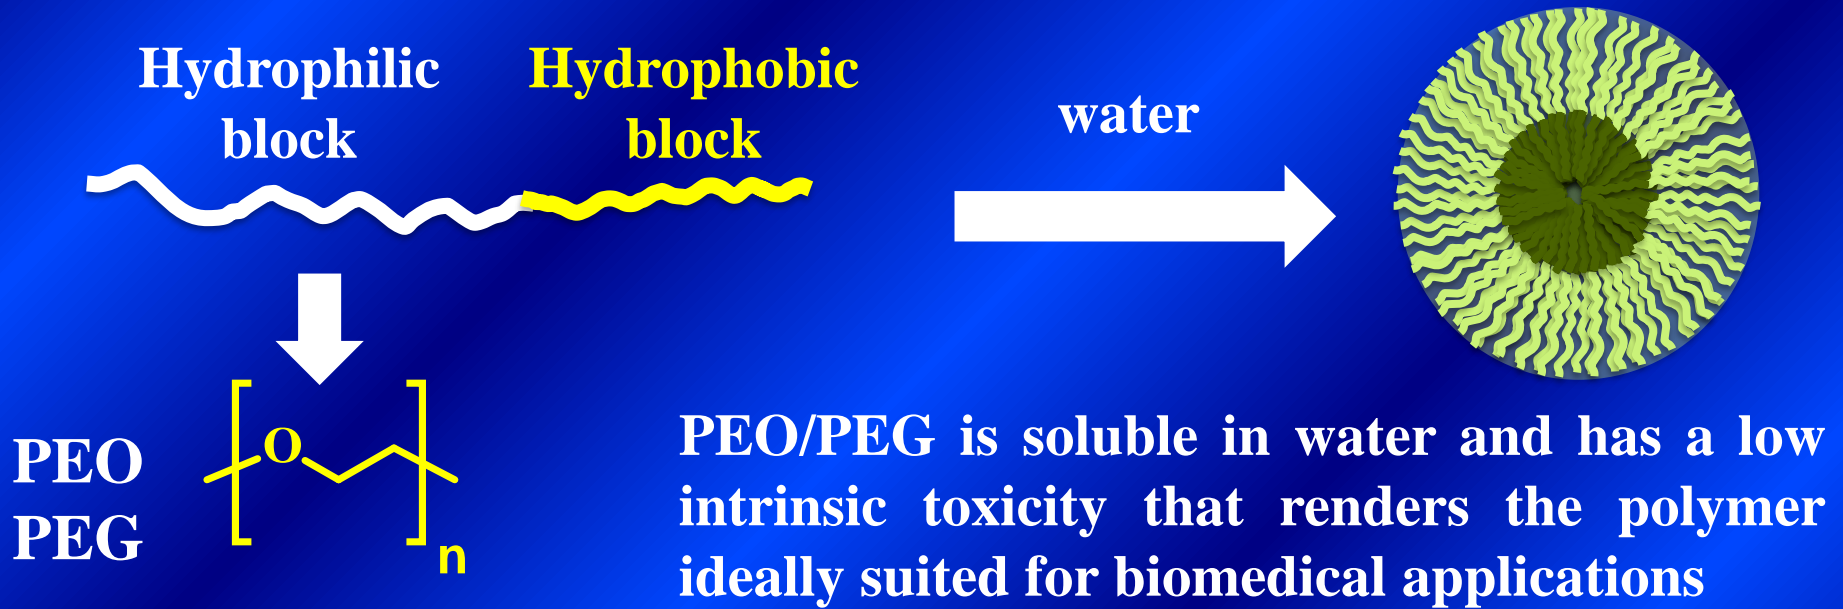 Hydrophilic
block
Hydrophobic
block
water
PEO
PEG
O
n
PEO/PEG is soluble in water and has a low
intrinsic toxicity that renders the polymer
ideally suited for biomedical applications